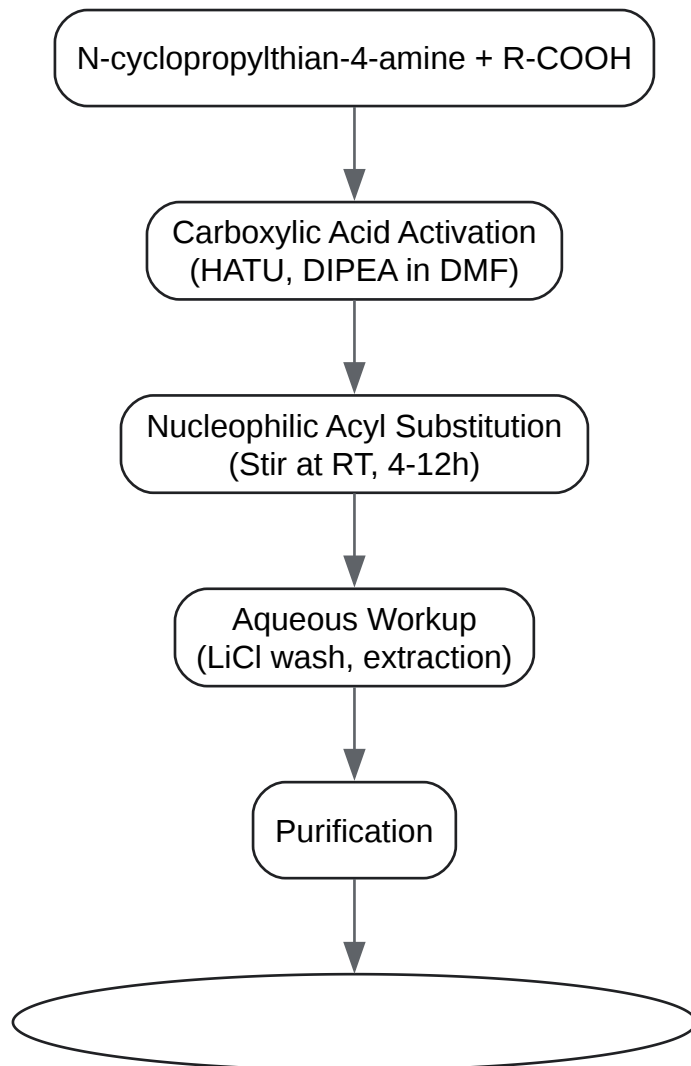 N-cyclopropylthian-4-amine + R-COOH
Carboxylic Acid Activation
(HATU, DIPEA in DMF)
Nucleophilic Acyl Substitution
(Stir at RT, 4-12h)
Aqueous Workup
(LiCl wash, extraction)
Purification